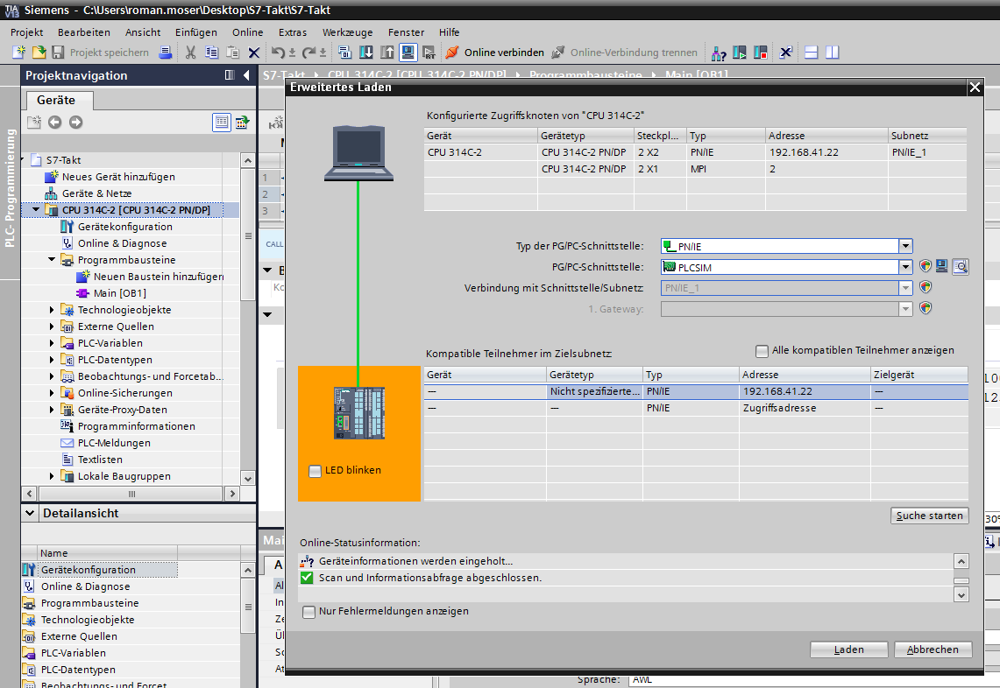 TIA V13 Siemens - C:\Users\roman.moser\Desktop\S7-Takt\S7-Takt
Projekt Bearbeiten Ansicht Einfügen Online Extras Werkzeuge Fenster Hilfe
Projekt speichern Online verbinden Online-Verbindung trennen
PLC- Programmierung
Projektnavigation
Geräte
S7-Takt
Neues Gerät hinzufügen
Geräte & Netze
CPU 314C-2 [CPU 314C-2 PN/DP]
Gerätekonfiguration
Online & Diagnose
Programmbausteine
Neuen Baustein hinzufügen
Main [OB1]
Technologieobjekte
Externe Quellen
PLC-Variablen
PLC-Datentypen
Beobachtungs- und Forcetab...
Online-Sicherungen
Geräte-Proxy-Daten
Programminformationen
PLC-Meldungen
Textlisten
Lokale Baugruppen
Detailansicht
Name
Gerätekonfiguration
Online & Diagnose
Programmbausteine
Technologieobjekte
Externe Quellen
PLC-Variablen
PLC-Datentypen
Beobachtungs- und Forcet
S7-Takt CPU 314C-2 [CPU 314C-2 PN/DP] Programmbausteine Main [OB1]
1
2
3
CALL
Erweitertes Laden
Konfigurierte Zugriffsknoten von "CPU 314C-2"
Gerät Gerätetyp Steckpl... Typ Adresse Subnetz
CPU 314C-2 CPU 314C-2 PN/DP 2 X2 PN/IE 192.168.41.22 PN/IE_1
CPU 314C-2 PN/DP 2 X1 MPI 2
Typ der PG/PC-Schnittstelle: PN/IE
PG/PC-Schnittstelle: PLCSIM
Verbindung mit Schnittstelle/Subnetz: PN/IE_1
1. Gateway:
Kompatible Teilnehmer im Zielsubnetz: Alle kompatiblen Teilnehmer anzeigen
Gerät Gerätetyp Typ Adresse Zielgerät
— Nicht spezifizierte... PN/IE 192.168.41.22 —
— — PN/IE Zugriffsadresse —
LED blinken
Suche starten
Online-Statusinformation:
Geräteinformationen werden eingeholt...
Scan und Informationsabfrage abgeschlossen.
Nur Fehlermeldungen anzeigen
Laden Abbrechen
30%
Sprache: AWL